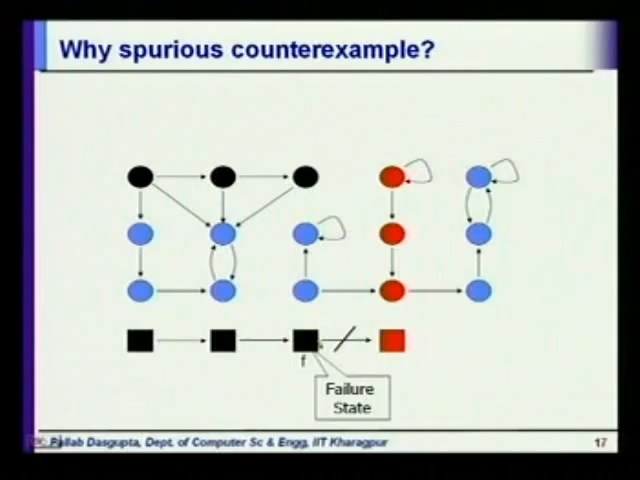 Why spurious counterexample?
f
Failure
State
Pallab Dasgupta, Dept. of Computer Sc & Engg, IIT Kharagpur
17